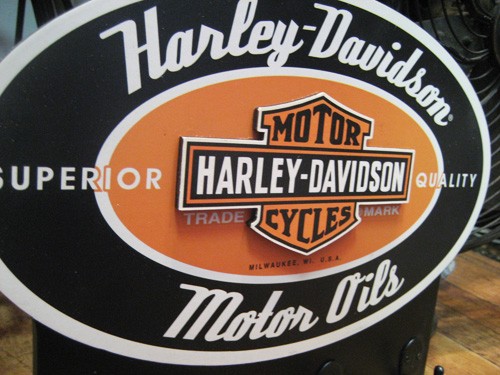 Harley-Davidson®
MOTOR
SUPERIOR HARLEY-DAVIDSON QUALITY
TRADE MARK
CYCLES
MILWAUKEE, WI. U.S.A.
Motor Oils